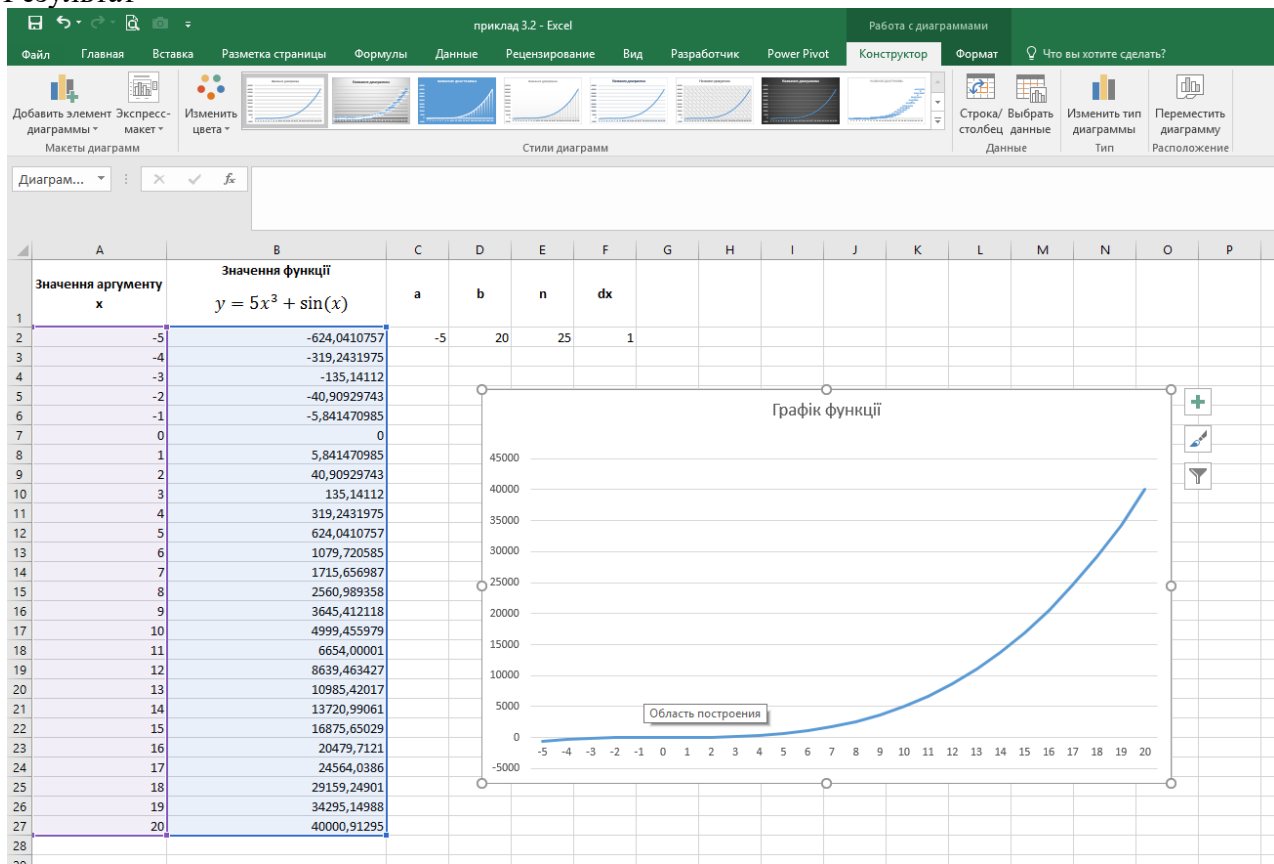 Результат
приклад 3.2 - Excel
Работа с диаграммами
Файл Главная Вставка Разметка страницы Формулы Данные Рецензирование Вид Разработчик Power Pivot Конструктор Формат Что вы хотите сделать?
Добавить элемент диаграммы
Экспресс-макет
Изменить цвета
Строка/столбец
Выбрать данные
Изменить тип диаграммы
Переместить диаграмму
Макеты диаграмм Стили диаграмм Данные Тип Расположение
Диаграм... fx
A B C D E F G H I J K L M N O P
1 Значення аргументу x Значення функції y = 5x³ + sin(x) a b n dx
2 -5 -624,0410757 -5 20 25 1
3 -4 -319,2431975
4 -3 -135,14112
5 -2 -40,90929743
6 -1 -5,841470985
7 0 0
8 1 5,841470985
9 2 40,90929743
10 3 135,14112
11 4 319,2431975
12 5 624,0410757
13 6 1079,720585
14 7 1715,656987
15 8 2560,989358
16 9 3645,412118
17 10 4999,455979
18 11 6654,00001
19 12 8639,463427
20 13 10985,42017
21 14 13720,99061
22 15 16875,65029
23 16 20479,7121
24 17 24564,0386
25 18 29159,24901
26 19 34295,14988
27 20 40000,91295
28
Графік функції
45000
40000
35000
30000
25000
20000
15000
10000
5000
0
-5000
Область построения
-5 -4 -3 -2 -1 0 1 2 3 4 5 6 7 8 9 10 11 12 13 14 15 16 17 18 19 20